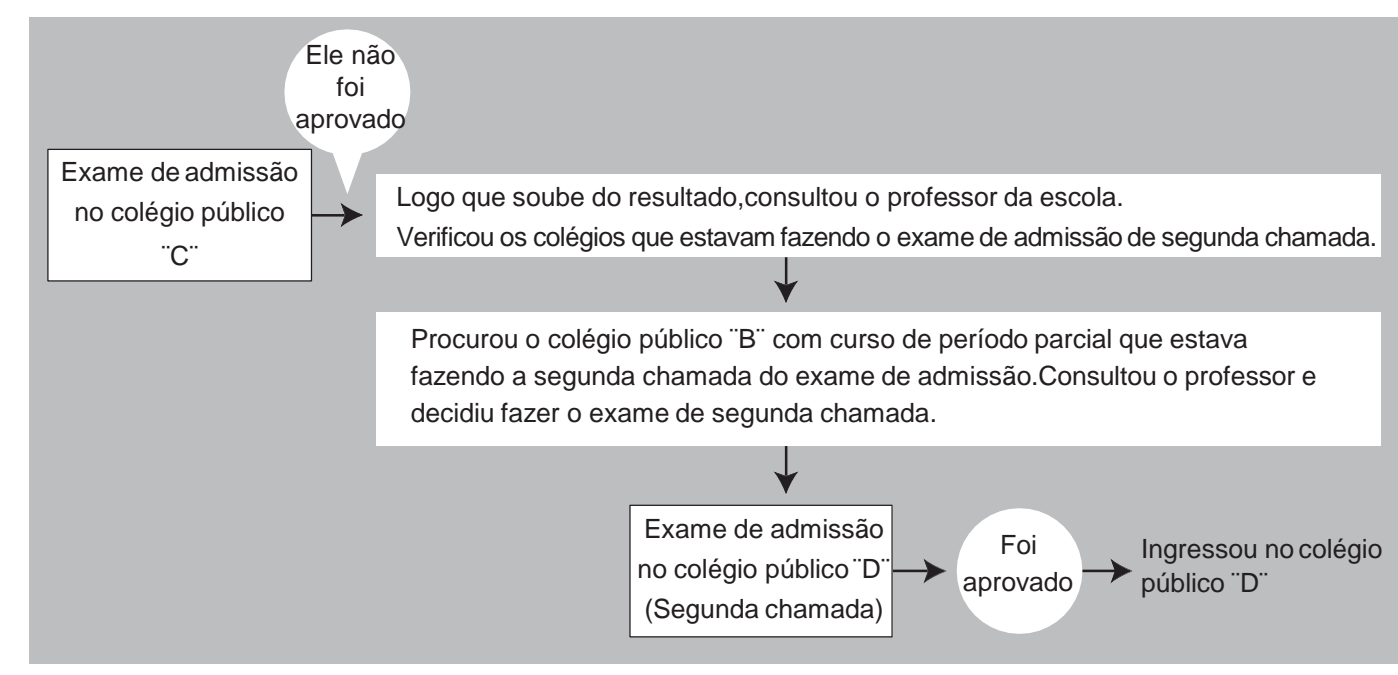 Ele não
foi
aprovado
Exame de admissão
no colégio público
¨C¨
Logo que soube do resultado,consultou o professor da escola.
Verificou os colégios que estavam fazendo o exame de admissão de segunda chamada.
Procurou o colégio público ¨B¨ com curso de período parcial que estava
fazendo a segunda chamada do exame de admissão.Consultou o professor e
decidiu fazer o exame de segunda chamada.
Exame de admissão
no colégio público ¨D¨
(Segunda chamada)
Foi
aprovado
Ingressou no colégio
público ¨D¨